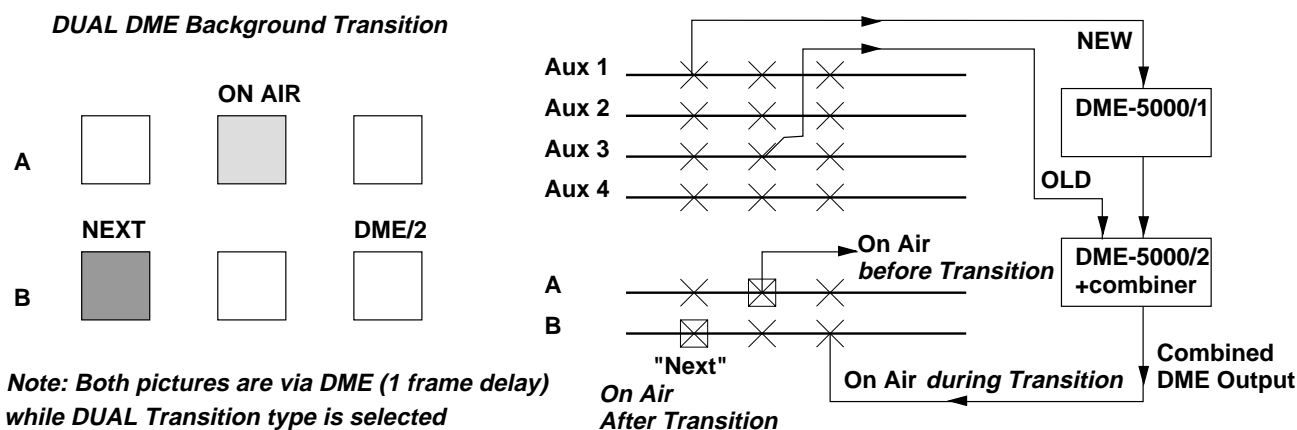 DUAL DME Background Transition
ON AIR
A
NEXT
DME/2
B
Note: Both pictures are via DME (1 frame delay)
while DUAL Transition type is selected
NEW
Aux 1
Aux 2
Aux 3
Aux 4
DME-5000/1
OLD
On Air
before Transition
DME-5000/2
+combiner
A
B
"Next"
On Air
After Transition
On Air during Transition
Combined
DME Output